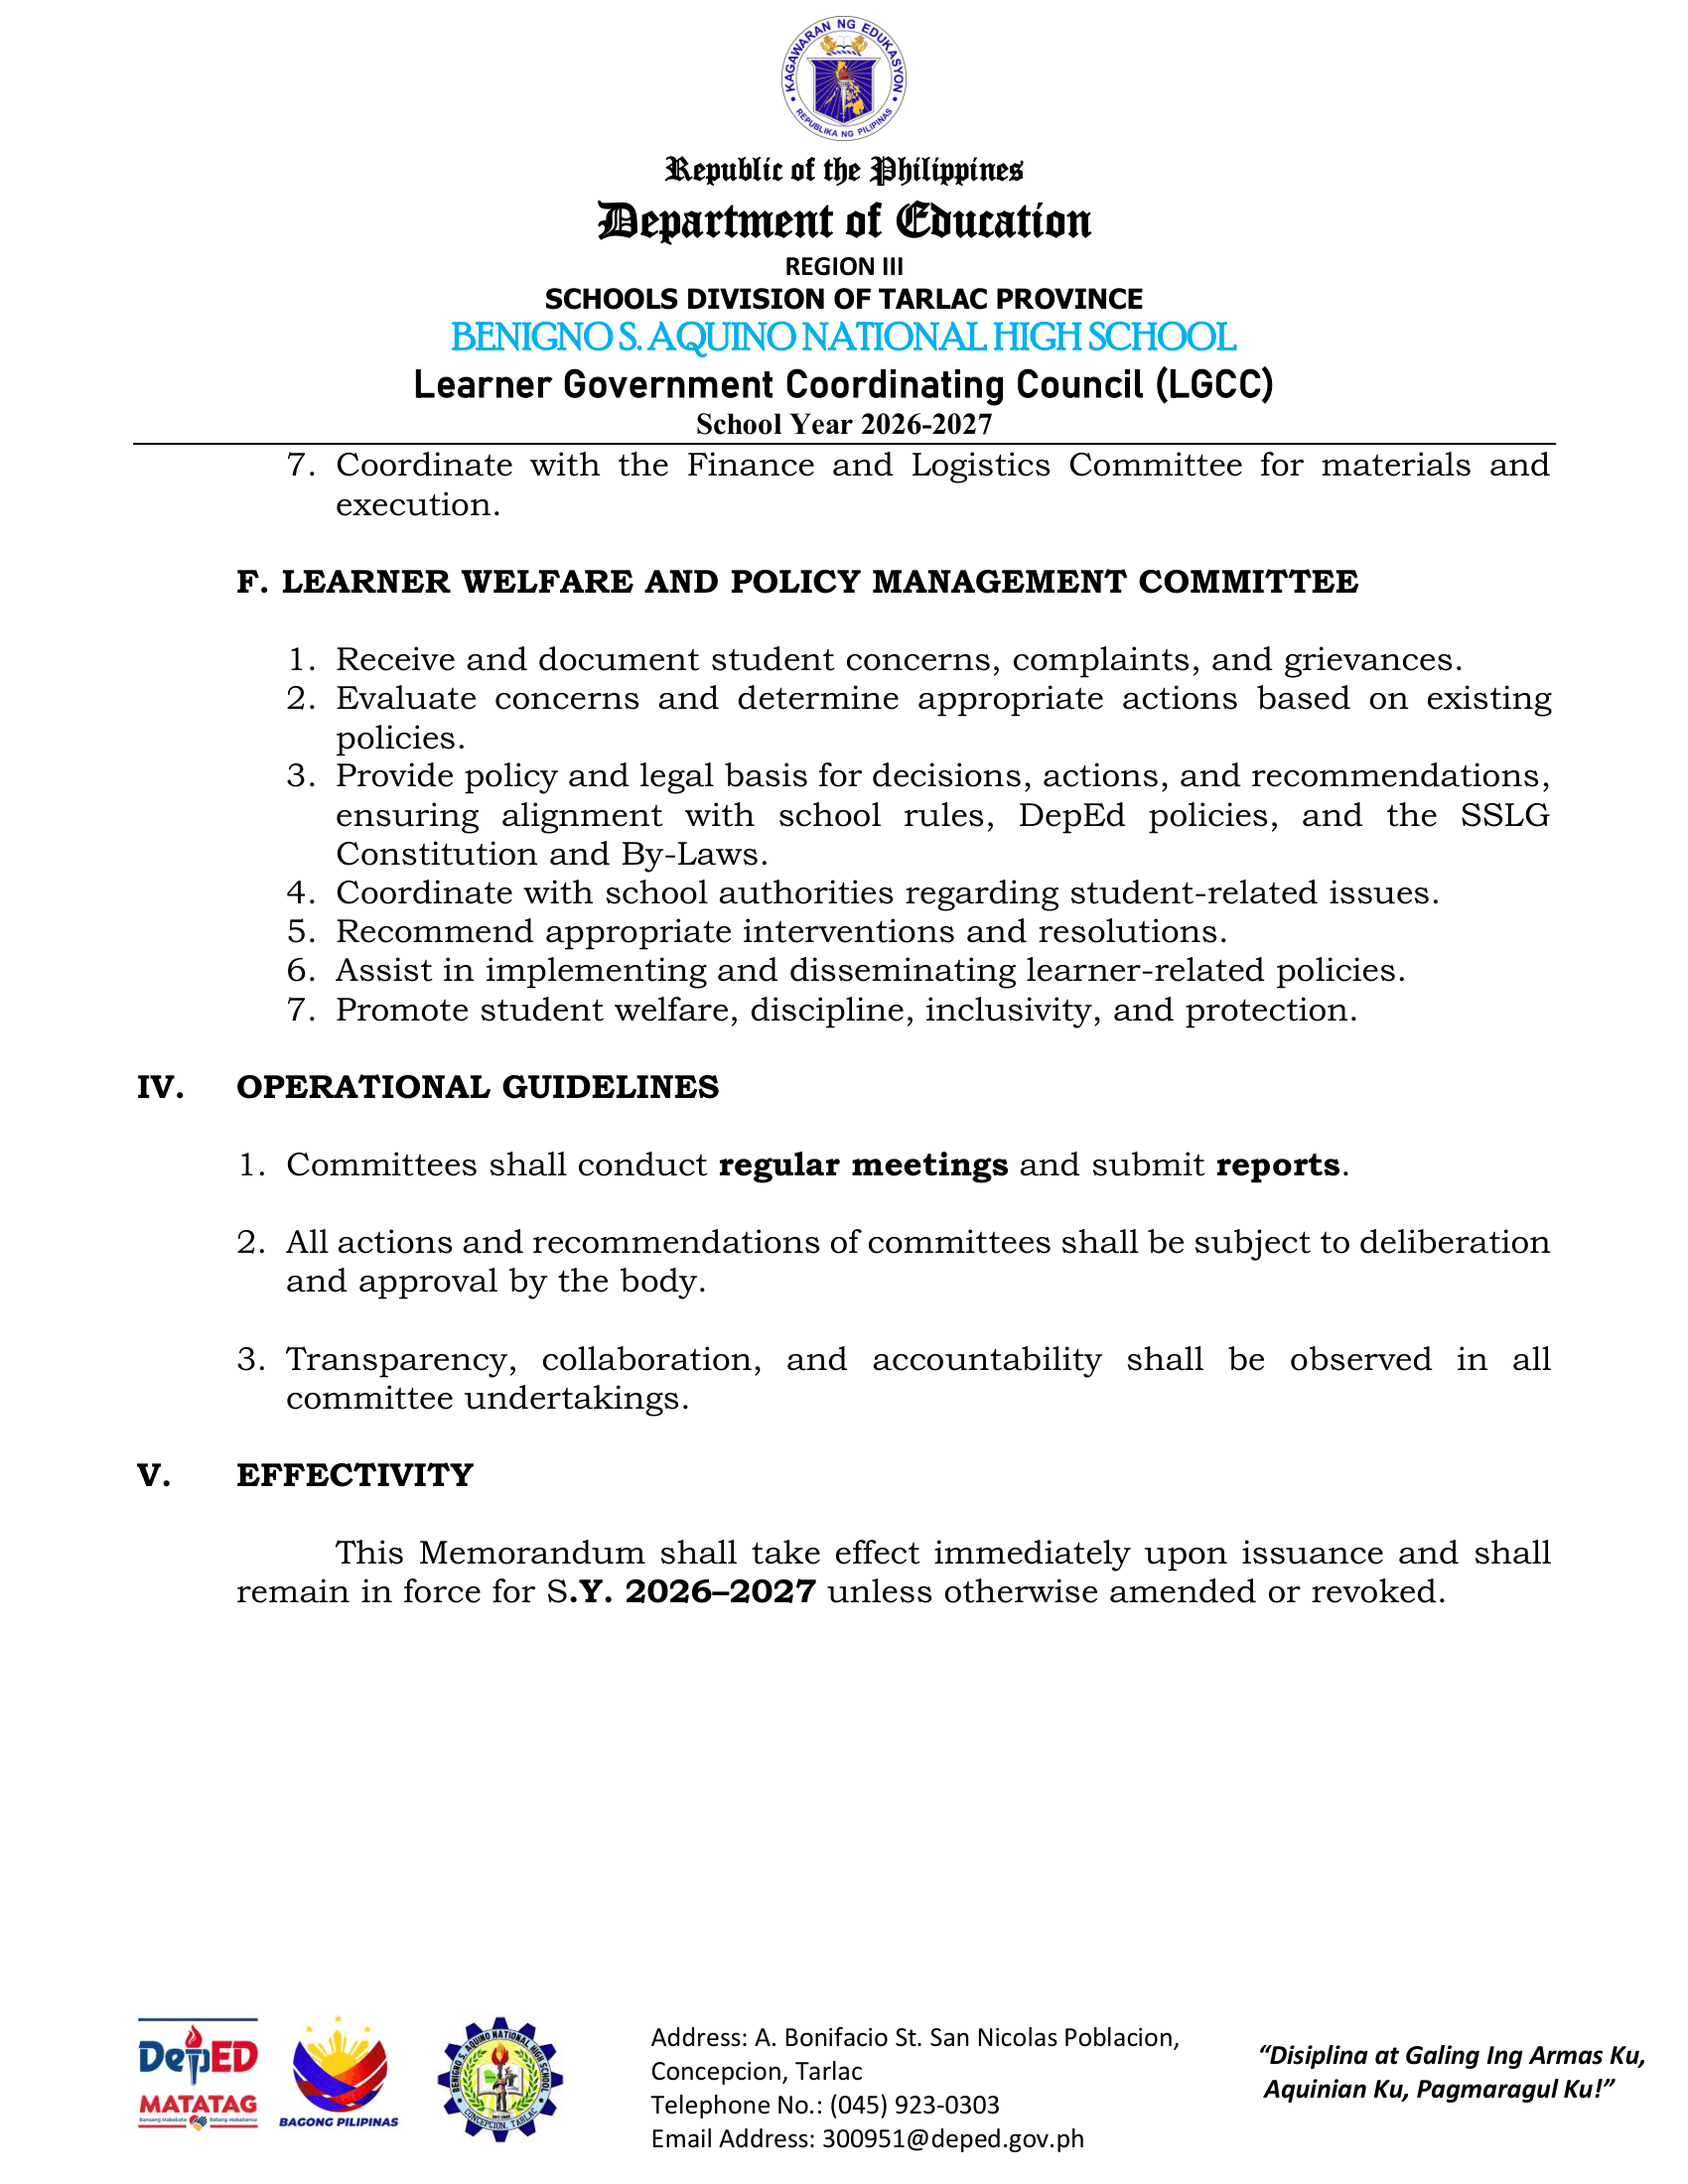 KAGAWARAN NG EDUKASYON
REPUBLIKA NG PILIPINAS
Republic of the Philippines
Department of Education
REGION III
SCHOOLS DIVISION OF TARLAC PROVINCE
BENIGNO S. AQUINO NATIONAL HIGH SCHOOL
Learner Government Coordinating Council (LGCC)
School Year 2026-2027
7. Coordinate with the Finance and Logistics Committee for materials and
execution.
F. LEARNER WELFARE AND POLICY MANAGEMENT COMMITTEE
1. Receive and document student concerns, complaints, and grievances.
2. Evaluate concerns and determine appropriate actions based on existing
policies.
3. Provide policy and legal basis for decisions, actions, and recommendations,
ensuring alignment with school rules, DepEd policies, and the SSLG
Constitution and By-Laws.
4. Coordinate with school authorities regarding student-related issues.
5. Recommend appropriate interventions and resolutions.
6. Assist in implementing and disseminating learner-related policies.
7. Promote student welfare, discipline, inclusivity, and protection.
IV. OPERATIONAL GUIDELINES
1. Committees shall conduct regular meetings and submit reports.
2. All actions and recommendations of committees shall be subject to deliberation
and approval by the body.
3. Transparency, collaboration, and accountability shall be observed in all
committee undertakings.
V. EFFECTIVITY
This Memorandum shall take effect immediately upon issuance and shall
remain in force for S.Y. 2026–2027 unless otherwise amended or revoked.
DepED
MATATAG
Bansang Makabata Batang Makabansa
BAGONG PILIPINAS
BENIGNO S. AQUINO NATIONAL HIGH SCHOOL
CONCEPCION, TARLAC
Address: A. Bonifacio St. San Nicolas Poblacion,
Concepcion, Tarlac
Telephone No.: (045) 923-0303
Email Address: 300951@deped.gov.ph
“Disiplina at Galing Ing Armas Ku,
Aquinian Ku, Pagmaragul Ku!”